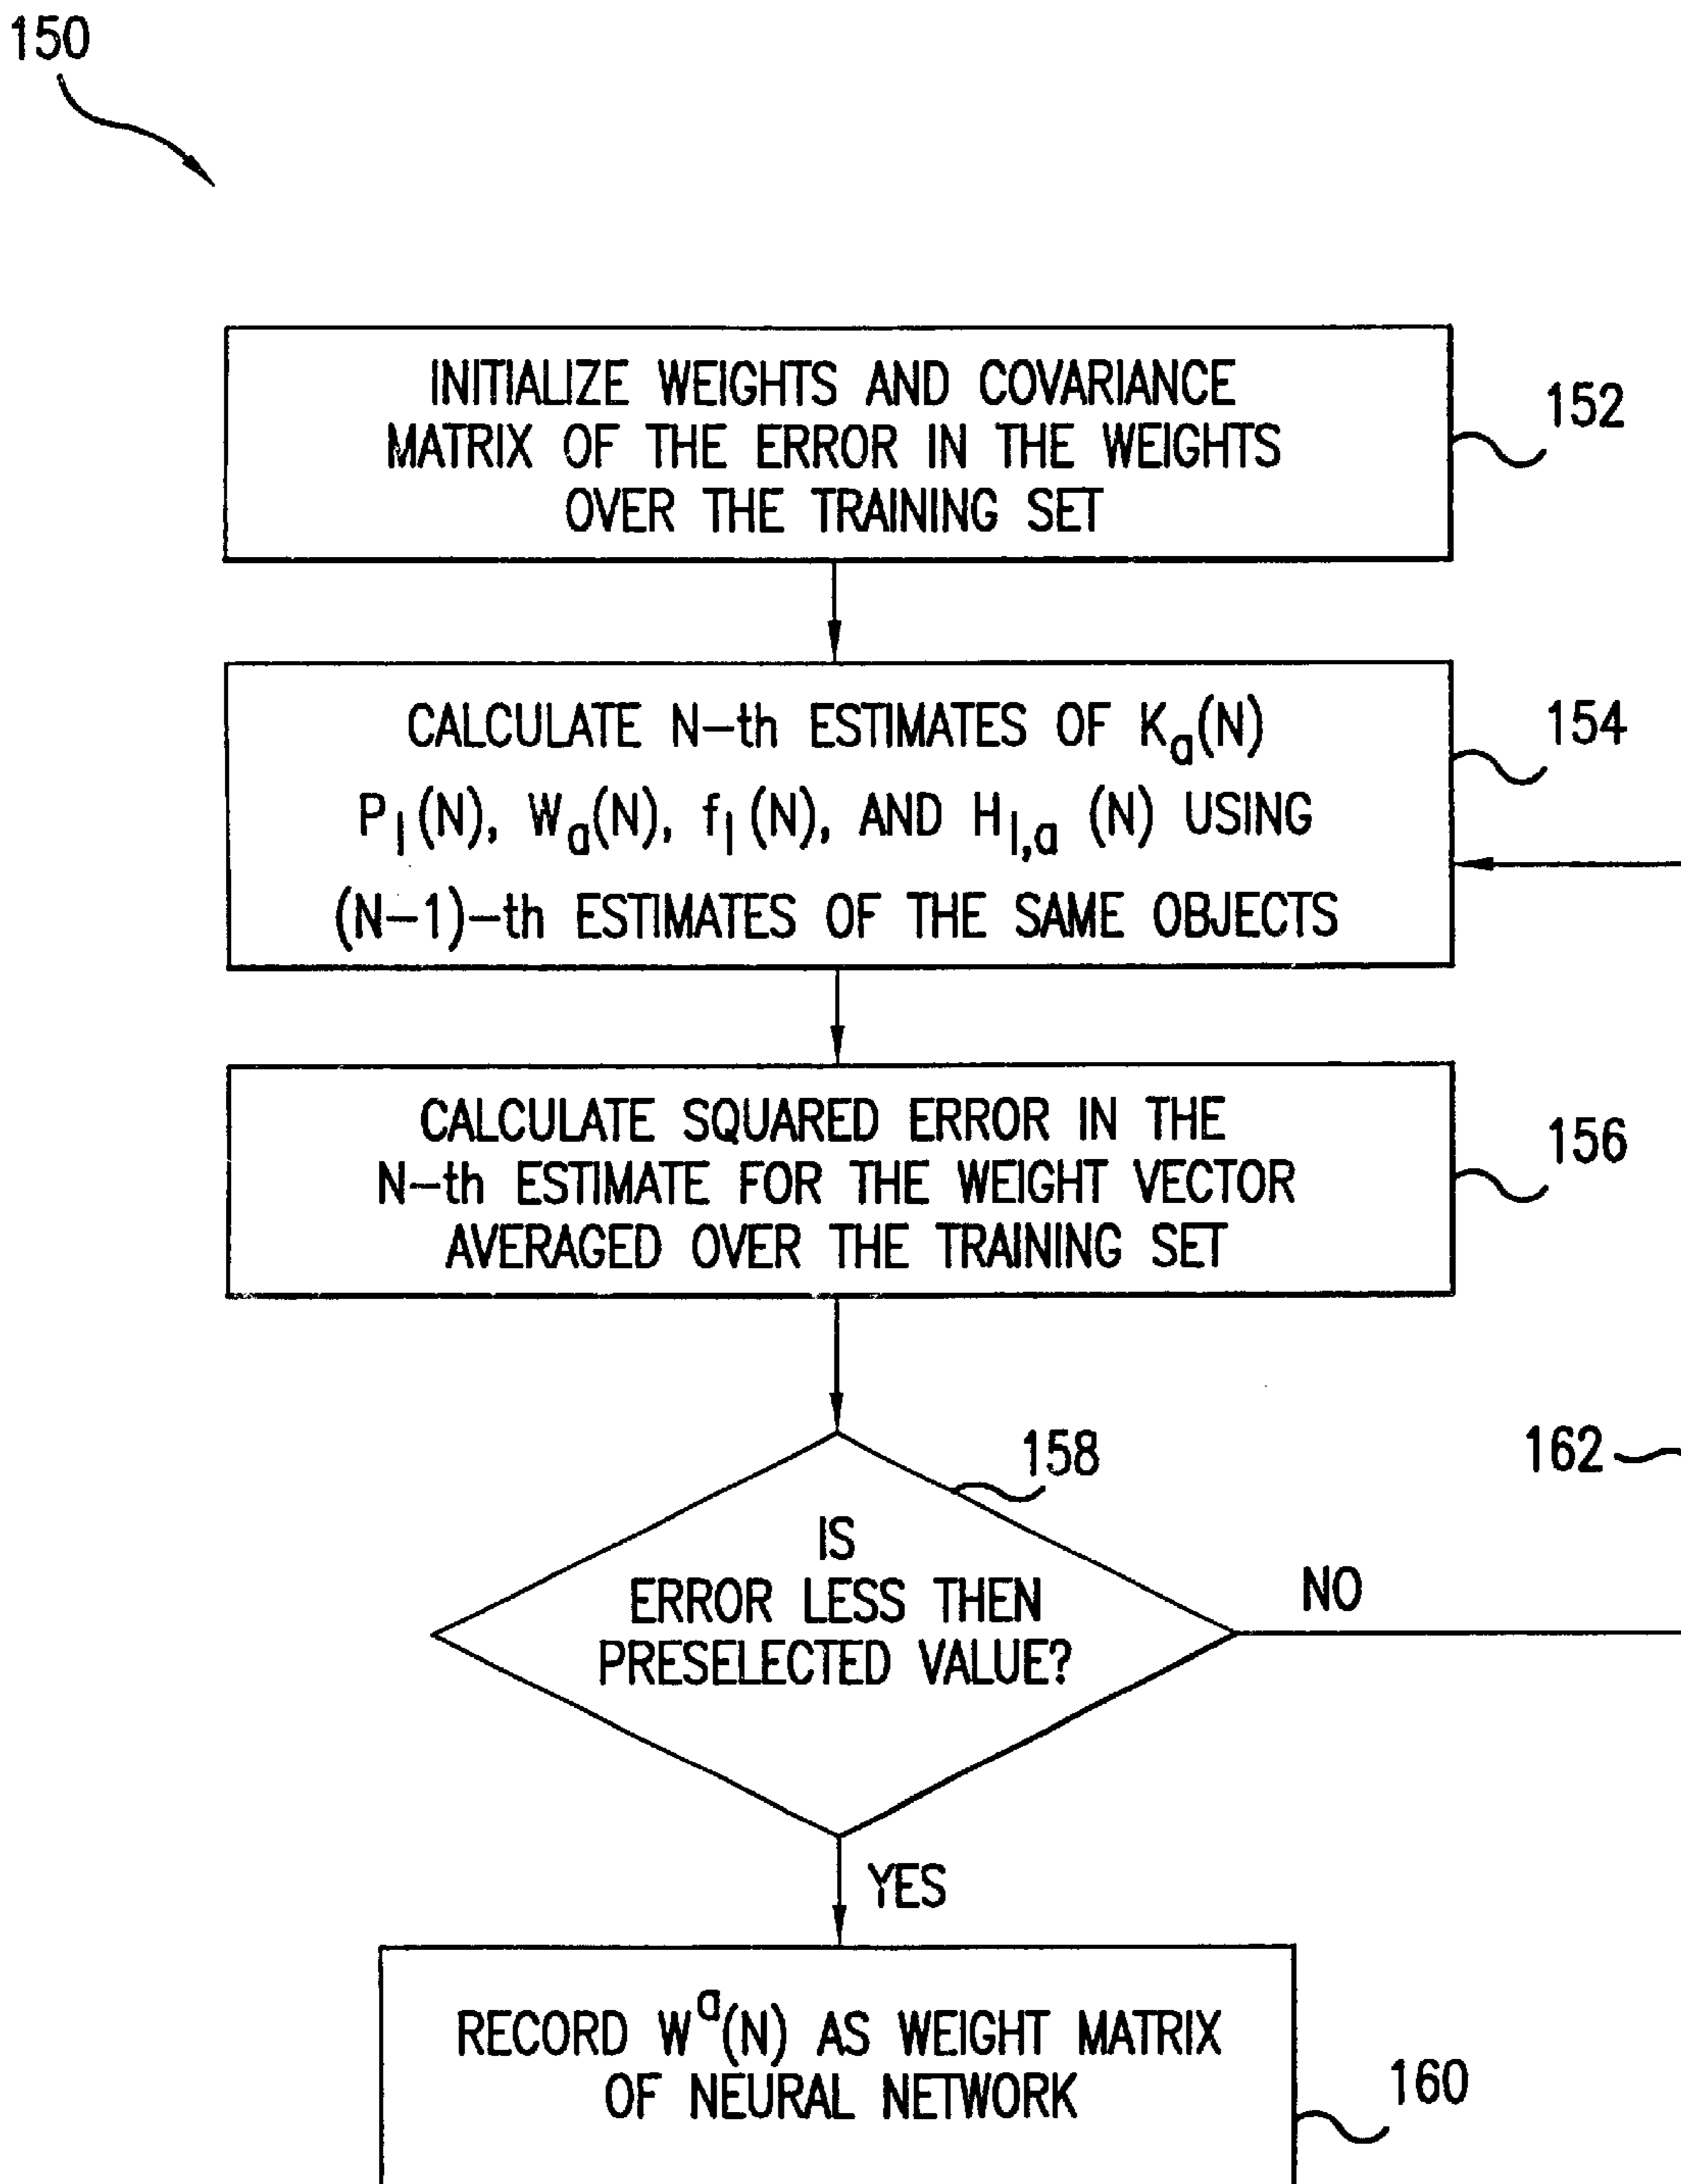 150
INITIALIZE WEIGHTS AND COVARIANCE
MATRIX OF THE ERROR IN THE WEIGHTS
OVER THE TRAINING SET
152
CALCULATE N-th ESTIMATES OF Ka(N)
Pl(N), Wa(N), fl(N), AND Hl,a (N) USING
(N-1)-th ESTIMATES OF THE SAME OBJECTS
154
CALCULATE SQUARED ERROR IN THE
N-th ESTIMATE FOR THE WEIGHT VECTOR
AVERAGED OVER THE TRAINING SET
156
158
162
IS
ERROR LESS THEN
PRESELECTED VALUE?
NO
YES
RECORD Wa(N) AS WEIGHT MATRIX
OF NEURAL NETWORK
160